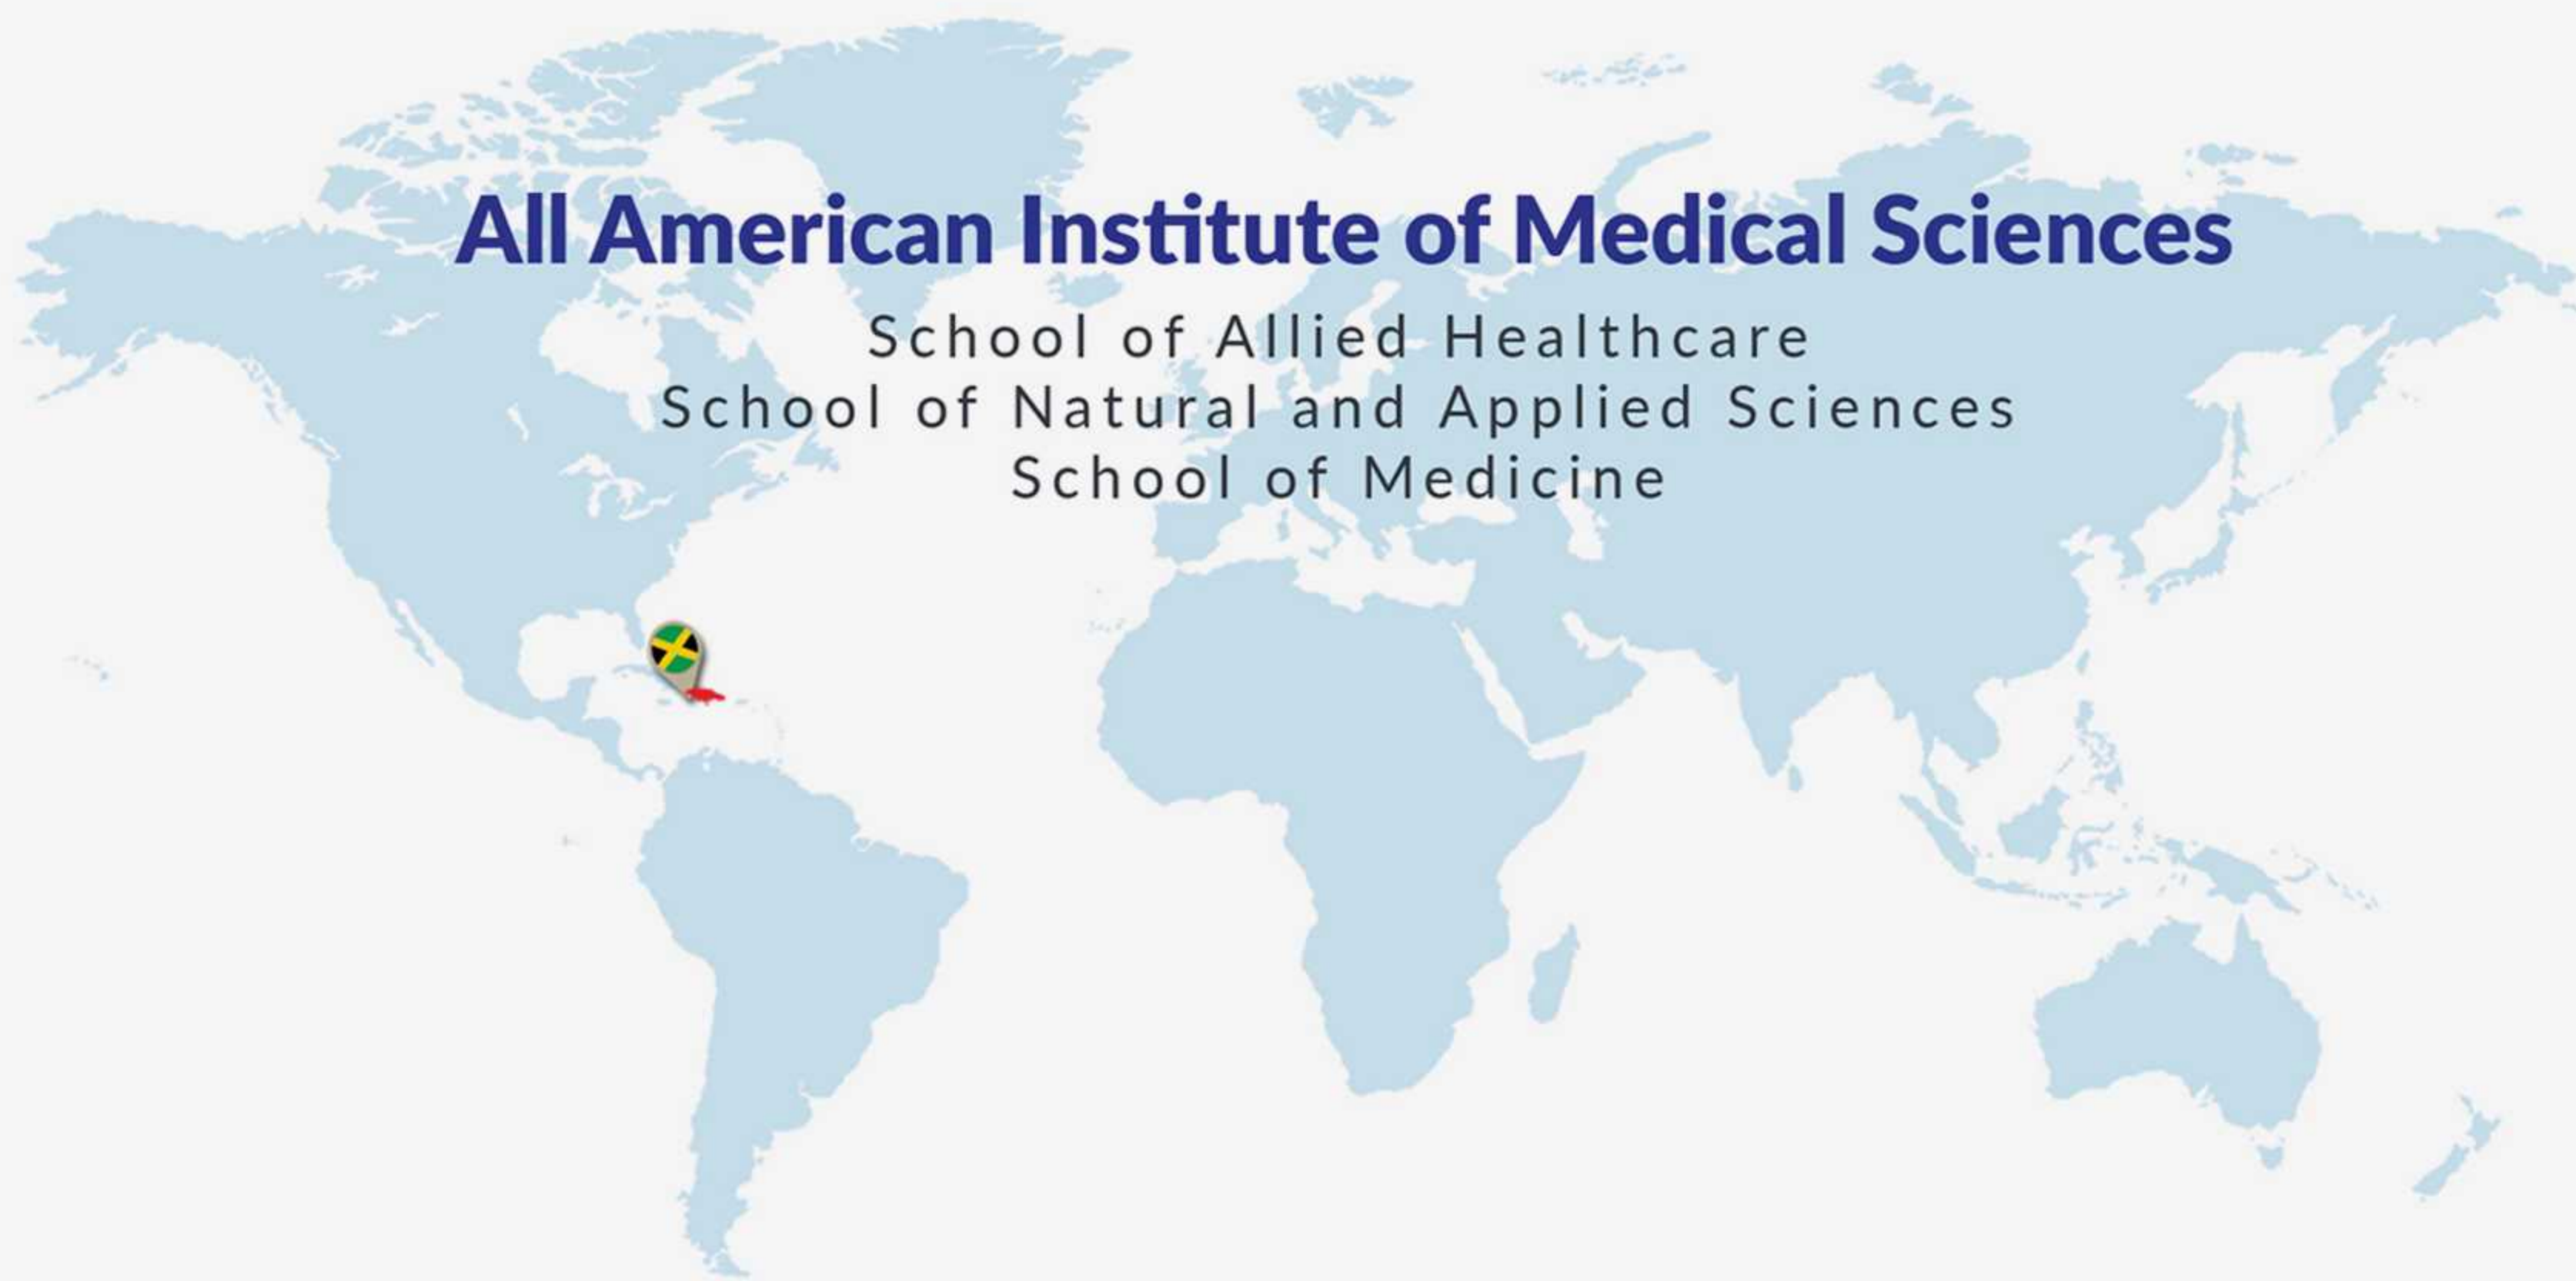 All American Institute of Medical Sciences
School of Allied Healthcare
School of Natural and Applied Sciences
School of Medicine